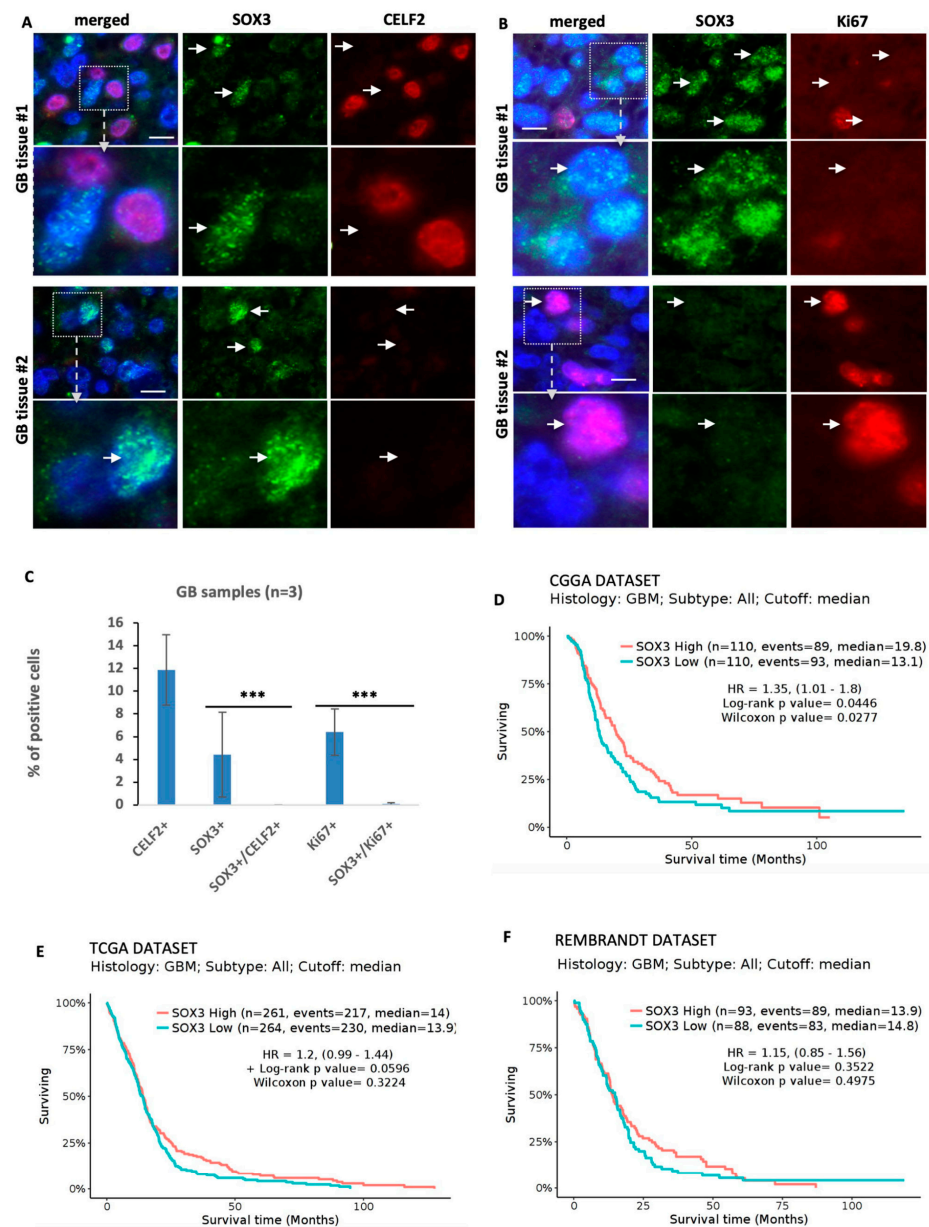 A
merged
SOX3
CELF2
GB tissue #1
GB tissue #2
B
merged
SOX3
Ki67
GB tissue #1
GB tissue #2
C
GB samples (n=3)
% of positive cells
16
14
12
10
8
6
4
2
0
***
***
CELF2+
SOX3+
SOX3+/CELF2+
Ki67+
SOX3+/Ki67+
D
CGGA DATASET
Histology: GBM; Subtype: All; Cutoff: median
SOX3 High (n=110, events=89, median=19.8)
SOX3 Low (n=110, events=93, median=13.1)
HR = 1.35, (1.01 - 1.8)
Log-rank p value= 0.0446
Wilcoxon p value= 0.0277
Surviving
100%
75%
50%
25%
0%
0
50
100
Survival time (Months)
E
TCGA DATASET
Histology: GBM; Subtype: All; Cutoff: median
SOX3 High (n=261, events=217, median=14)
SOX3 Low (n=264, events=230, median=13.9)
HR = 1.2, (0.99 - 1.44)
+ Log-rank p value= 0.0596
Wilcoxon p value= 0.3224
Surviving
100%
75%
50%
25%
0%
0
50
100
Survival time (Months)
F
REMBRANDT DATASET
Histology: GBM; Subtype: All; Cutoff: median
SOX3 High (n=93, events=89, median=13.9)
SOX3 Low (n=88, events=83, median=14.8)
HR = 1.15, (0.85 - 1.56)
Log-rank p value= 0.3522
Wilcoxon p value= 0.4975
Surviving
100%
75%
50%
25%
0%
0
25
50
75
100
Survival time (Months)